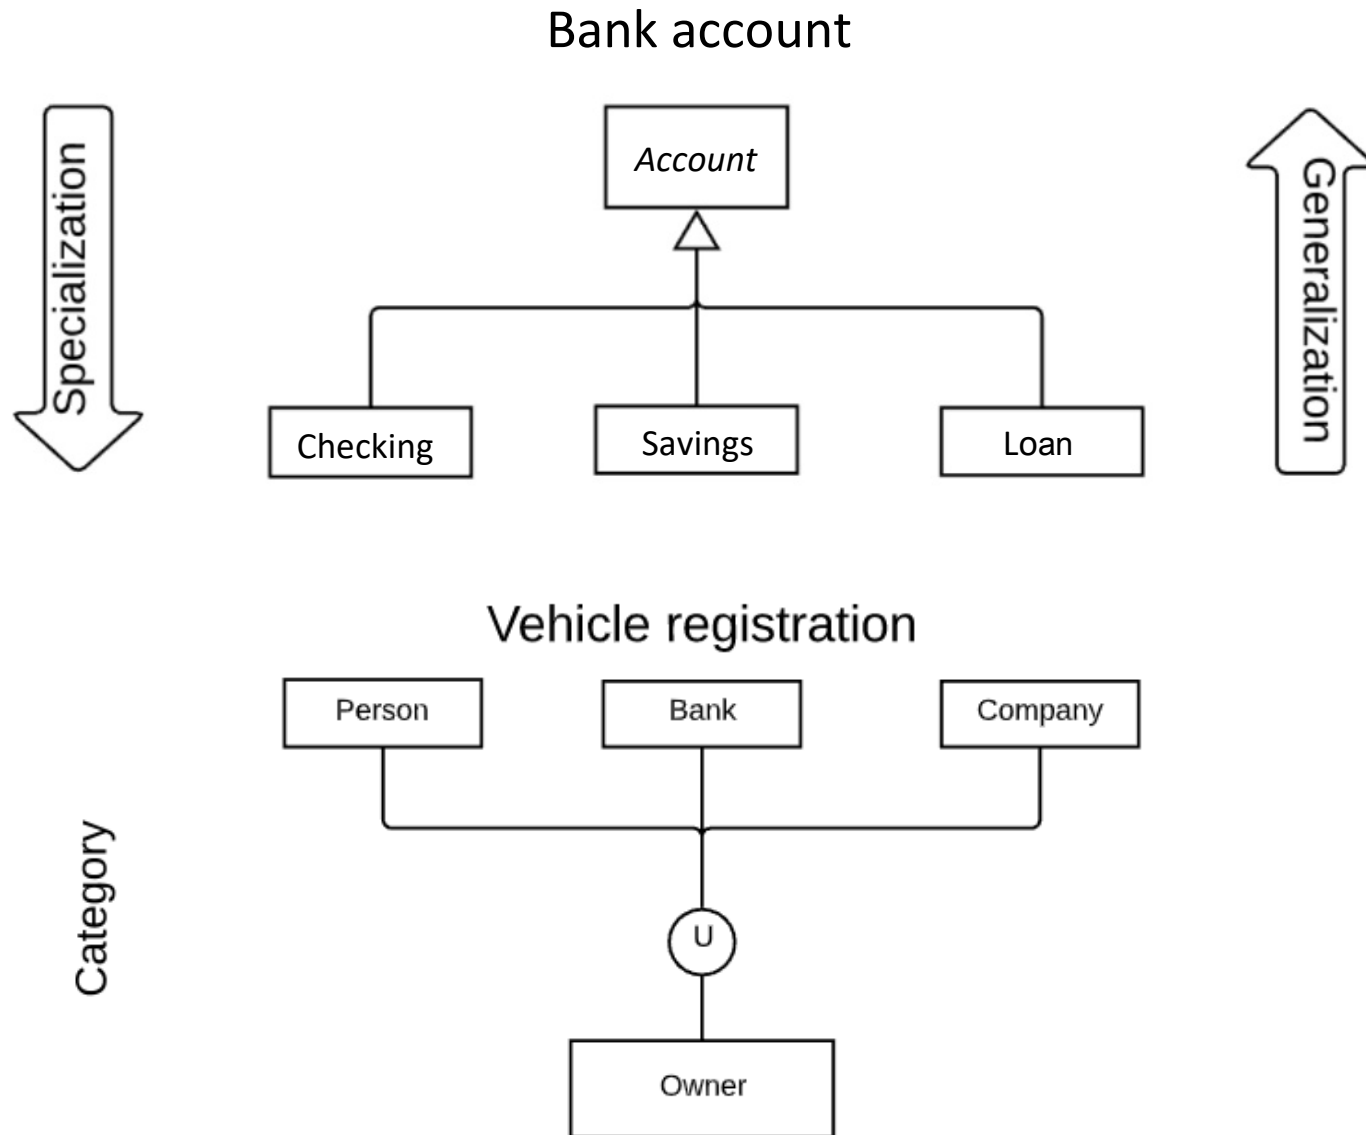 Bank account
Specialization
Account
Generalization
Checking
Savings
Loan
Vehicle registration
Person
Bank
Company
Category
U
Owner